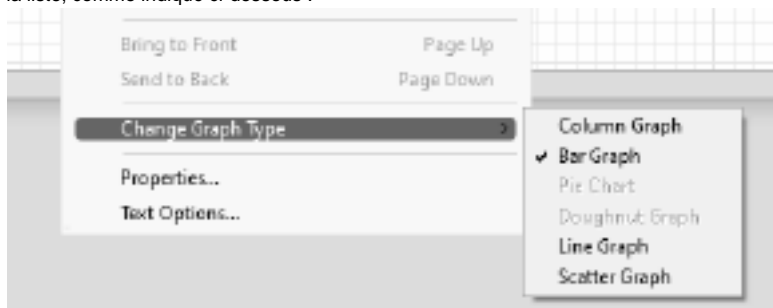 la liste, comme indiqué ci-dessous :
Bring to Front Page Up
Send to Back Page Down
Change Graph Type
Properties...
Text Options...
Column Graph
Bar Graph
Pie Chart
Doughnut Graph
Line Graph
Scatter Graph